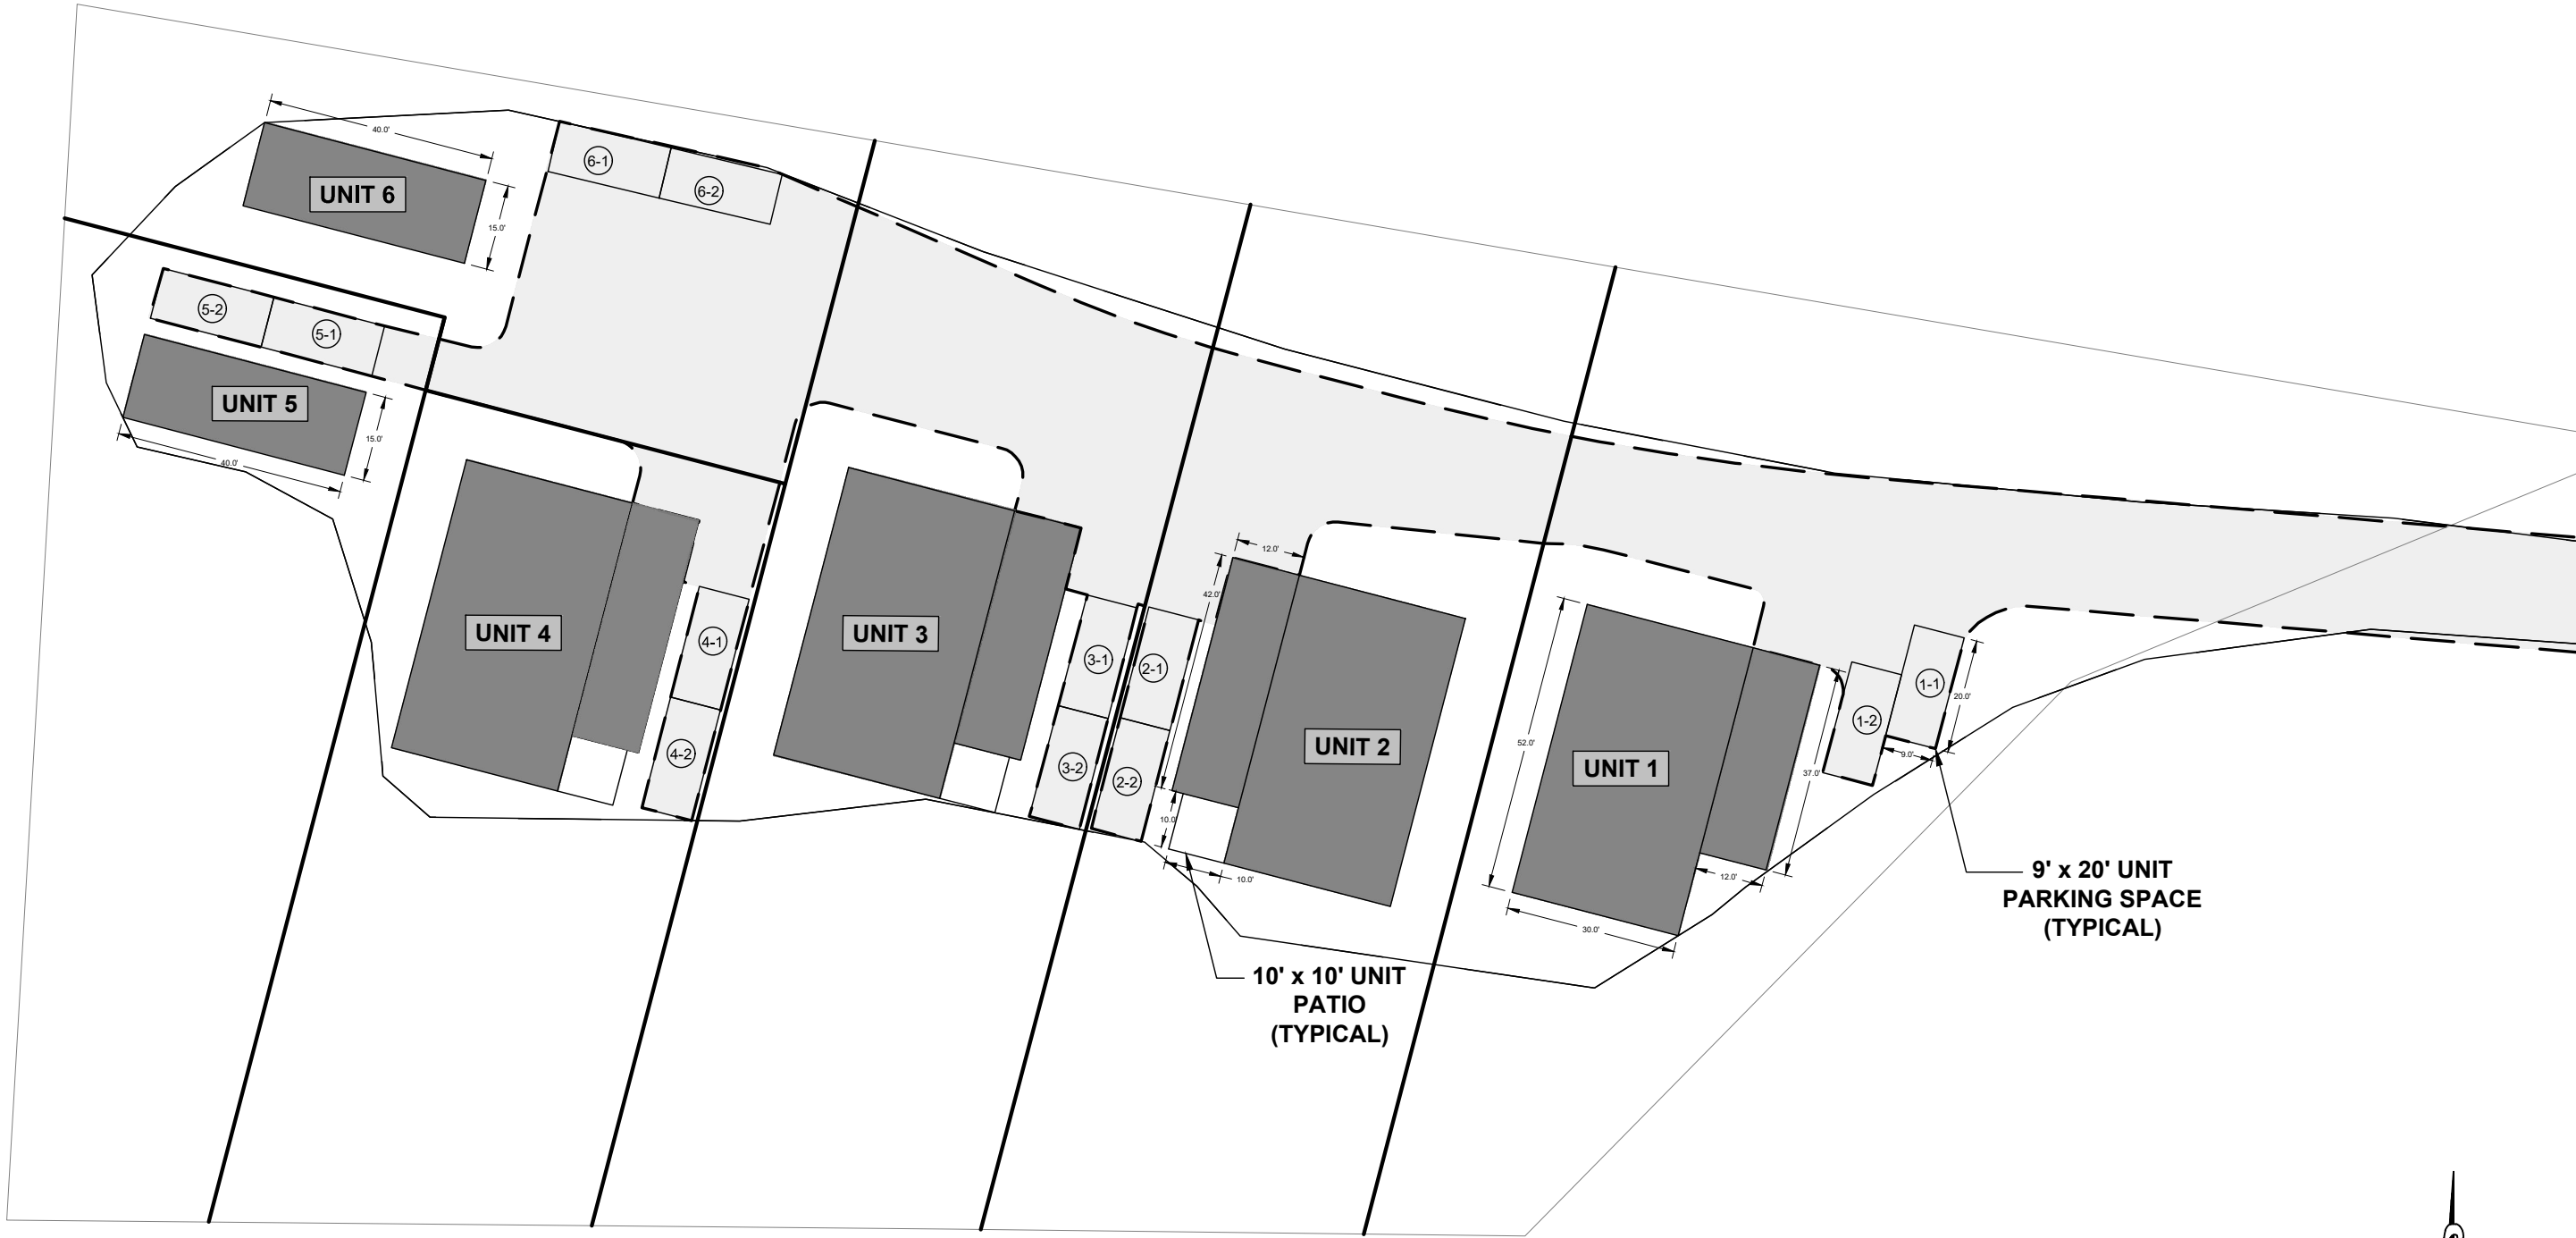 40.0'
6-1
6-2
UNIT 6
15.0'
5-2
5-1
UNIT 5
15.0'
40.0'
12.0'
42.0'
UNIT 4
4-1
UNIT 3
3-1
2-1
1-1
20.0'
1-2
4-2
3-2
2-2
UNIT 2
52.0'
UNIT 1
37.0'
9.0'
10.0'
10.0'
12.0'
30.0'
9' x 20' UNIT
PARKING SPACE
(TYPICAL)
10' x 10' UNIT
PATIO
(TYPICAL)